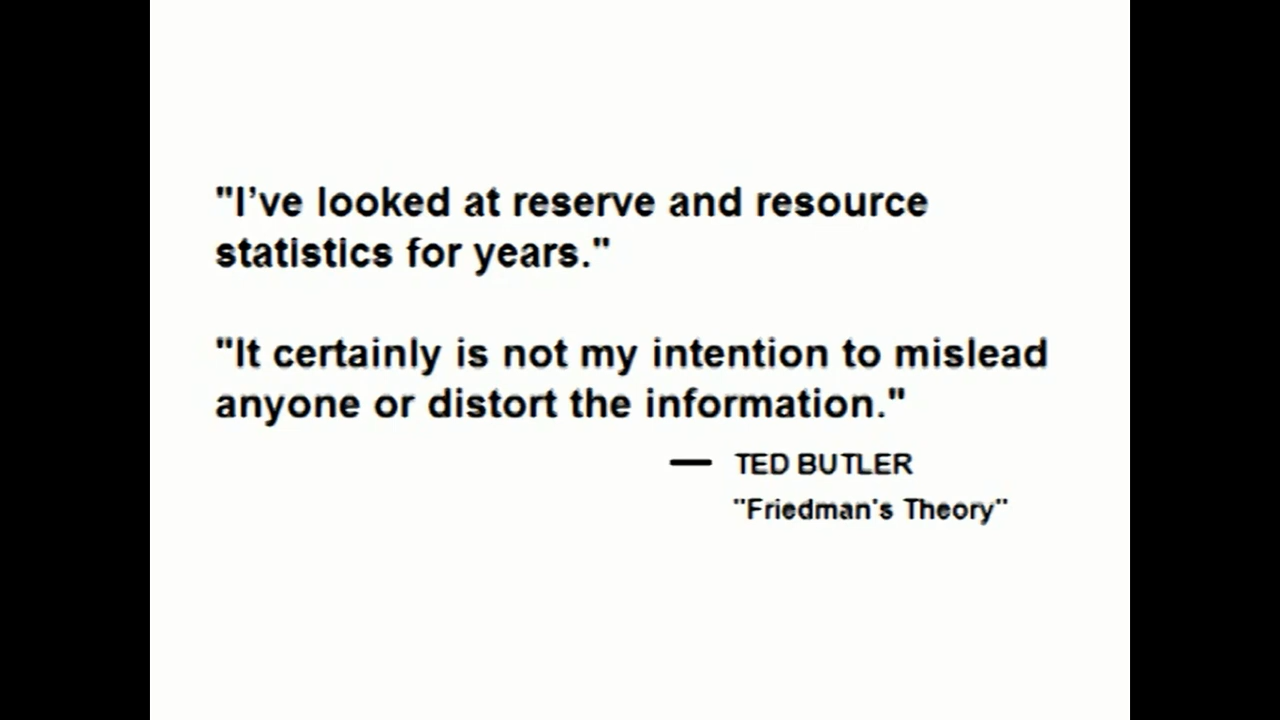 "I’ve looked at reserve and resource
statistics for years."
"It certainly is not my intention to mislead
anyone or distort the information."
— TED BUTLER
"Friedman's Theory"